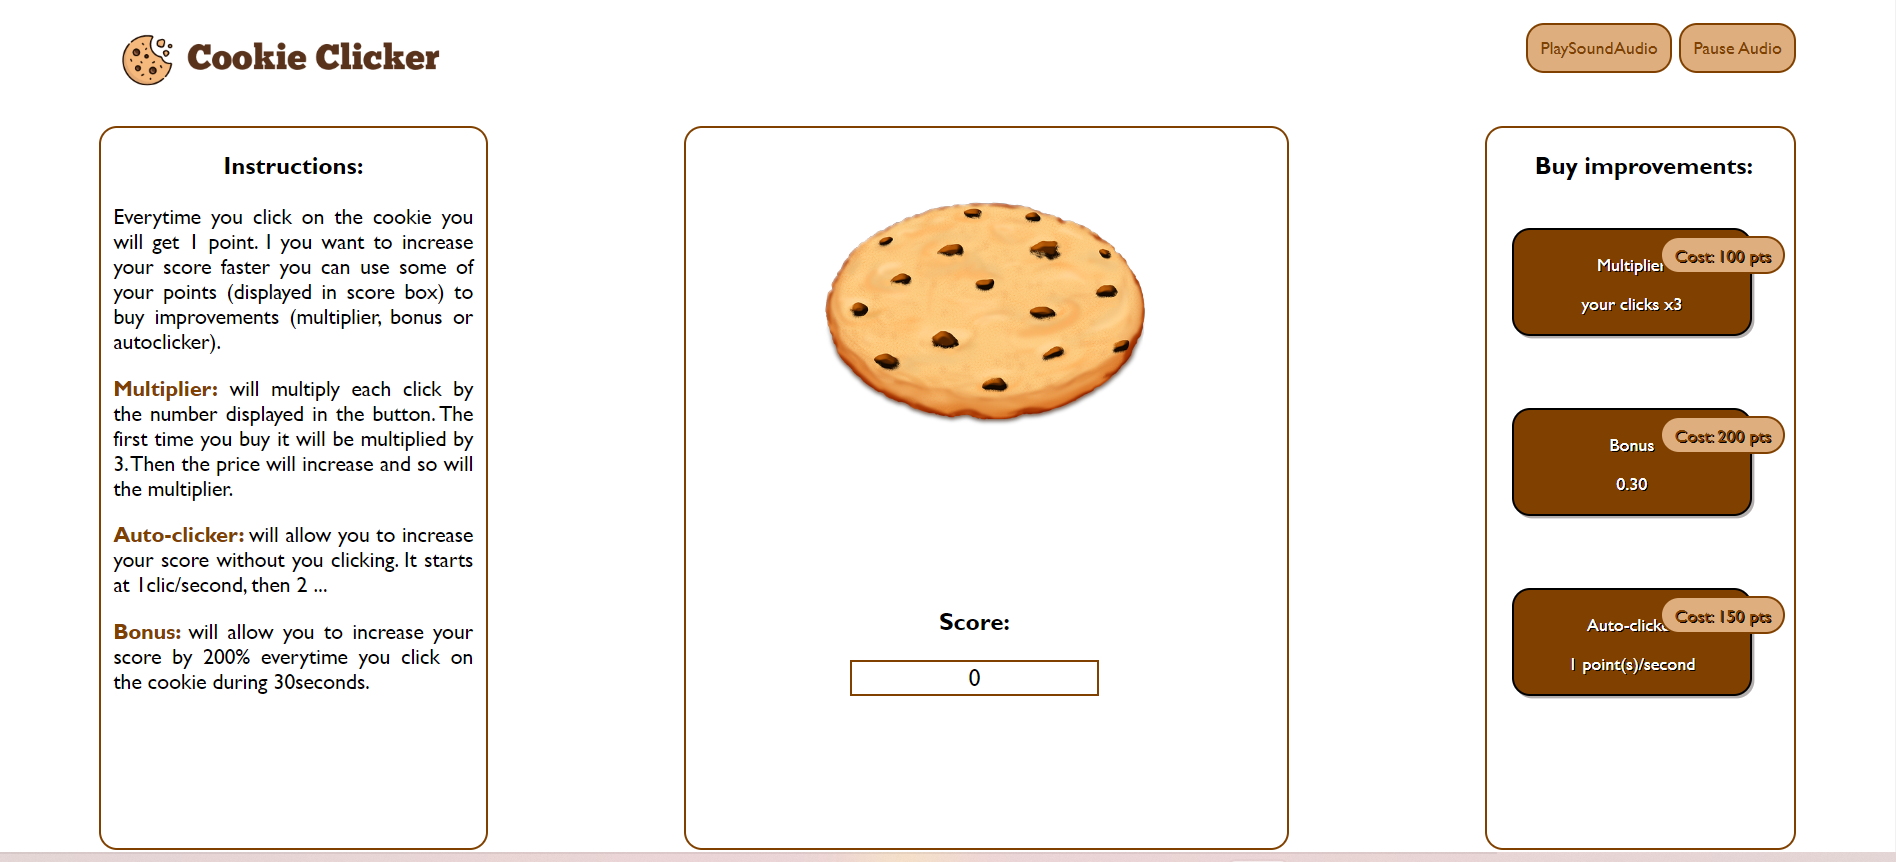 Cookie Clicker
PlaySoundAudio
Pause Audio
Instructions:
Everytime you click on the cookie you
will get 1 point. I you want to increase
your score faster you can use some of
your points (displayed in score box) to
buy improvements (multiplier, bonus or
autoclicker).
Multiplier: will multiply each click by
the number displayed in the button. The
first time you buy it will be multiplied by
3. Then the price will increase and so will
the multiplier.
Auto-clicker: will allow you to increase
your score without you clicking. It starts
at 1clic/second, then 2 ...
Bonus: will allow you to increase your
score by 200% everytime you click on
the cookie during 30seconds.
Score:
0
Buy improvements:
Cost: 100 pts
Multiplier
your clicks x3
Cost: 200 pts
Bonus
0.30
Cost: 150 pts
Auto-clicke
1 point(s)/second